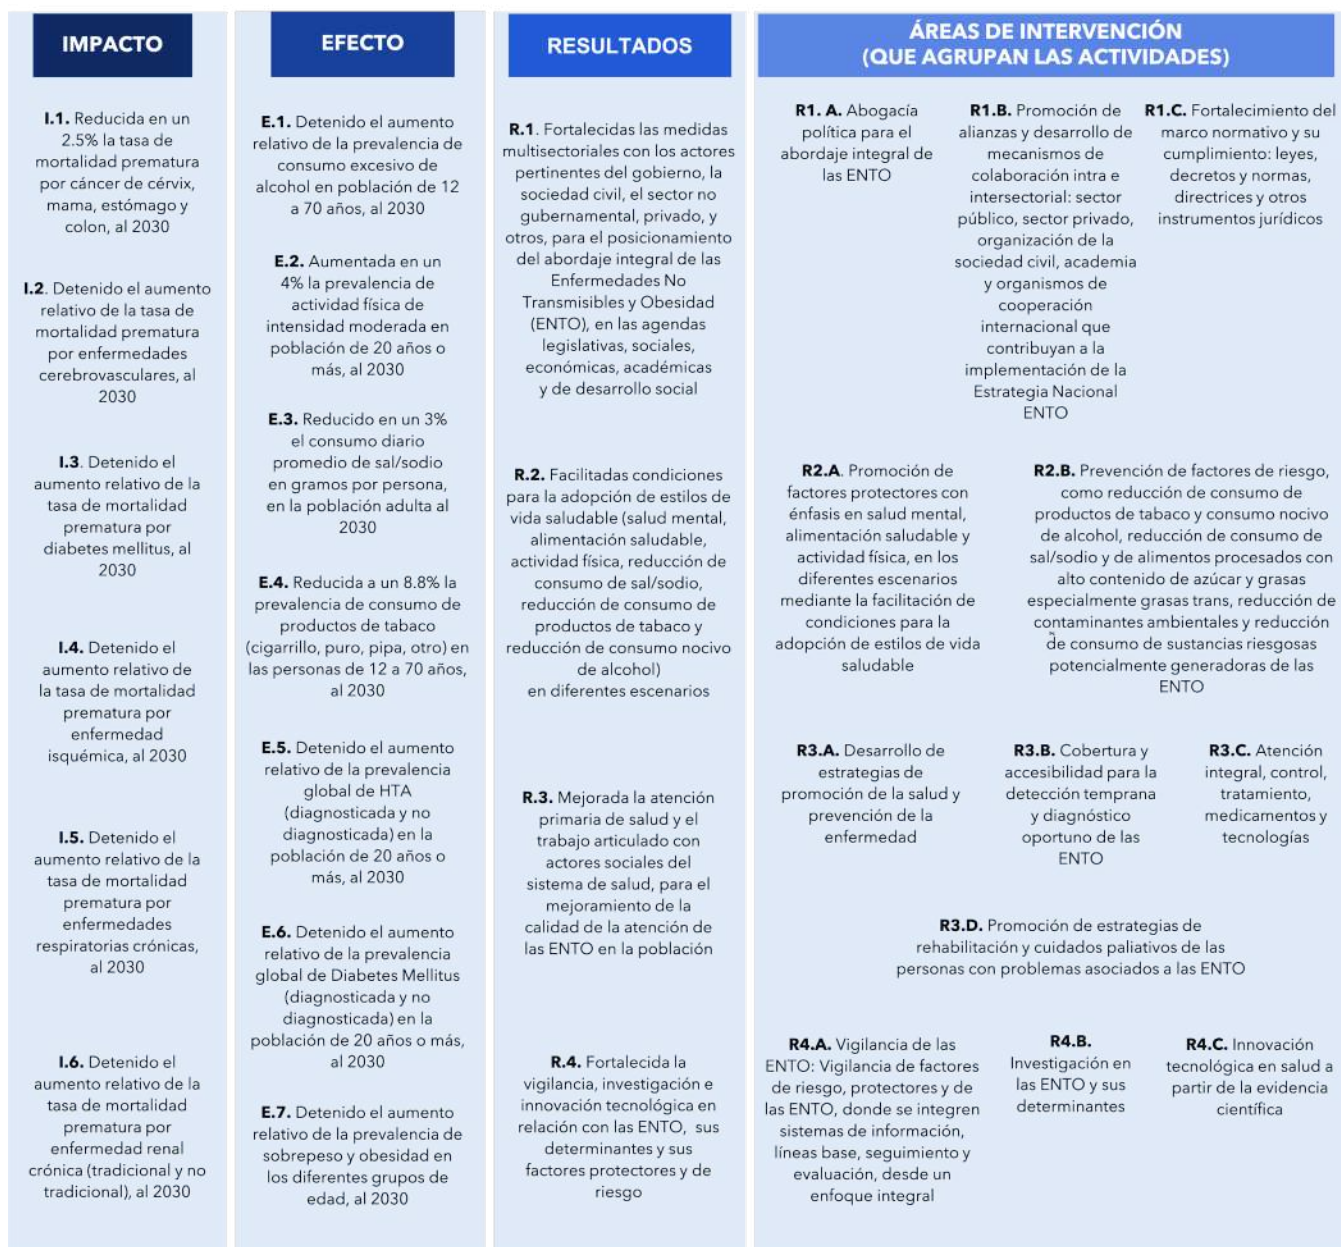 IMPACTO
I.1. Reducida en un
2.5% la tasa de
mortalidad prematura
por cáncer de cérvix,
mama, estómago y
colon, al 2030
I.2. Detenido el aumento
relativo de la tasa de
mortalidad prematura
por enfermedades
cerebrovasculares, al
2030
I.3. Detenido el
aumento relativo de la
tasa de mortalidad
prematura por
diabetes mellitus, al
2030
I.4. Detenido el
aumento relativo de
la tasa de mortalidad
prematura por
enfermedad
isquémica, al 2030
I.5. Detenido el
aumento relativo de la
tasa de mortalidad
prematura por
enfermedades
respiratorias crónicas,
al 2030
I.6. Detenido el
aumento relativo de la
tasa de mortalidad
prematura por
enfermedad renal
crónica (tradicional y no
tradicional), al 2030
EFECTO
E.1. Detenido el aumento
relativo de la prevalencia de
consumo excesivo de
alcohol en población de 12
a 70 años, al 2030
E.2. Aumentada en un
4% la prevalencia de
actividad física de
intensidad moderada en
población de 20 años o
más, al 2030
E.3. Reducido en un 3%
el consumo diario
promedio de sal/sodio
en gramos por persona,
en la población adulta al
2030
E.4. Reducida a un 8.8% la
prevalencia de consumo de
productos de tabaco
(cigarrillo, puro, pipa, otro) en
las personas de 12 a 70 años,
al 2030
E.5. Detenido el aumento
relativo de la prevalencia
global de HTA
(diagnosticada y no
diagnosticada) en la
población de 20 años o
más, al 2030
E.6. Detenido el aumento
relativo de la prevalencia
global de Diabetes Mellitus
(diagnosticada y no
diagnosticada) en la
población de 20 años o más,
al 2030
E.7. Detenido el aumento
relativo de la prevalencia de
sobrepeso y obesidad en
los diferentes grupos de
edad, al 2030
RESULTADOS
R.1. Fortalecidas las medidas
multisectoriales con los actores
pertinentes del gobierno, la
sociedad civil, el sector no
gubernamental, privado, y
otros, para el posicionamiento
del abordaje integral de las
Enfermedades No
Transmisibles y Obesidad
(ENTO), en las agendas
legislativas, sociales,
económicas, académicas
y de desarrollo social
R.2. Facilitadas condiciones
para la adopción de estilos de
vida saludable (salud mental,
alimentación saludable,
actividad física, reducción de
consumo de sal/sodio,
reducción de consumo de
productos de tabaco y
reducción de consumo nocivo
de alcohol)
en diferentes escenarios
R.3. Mejorada la atención
primaria de salud y el
trabajo articulado con
actores sociales del
sistema de salud, para el
mejoramiento de la
calidad de la atención de
las ENTO en la población
R.4. Fortalecida la
vigilancia, investigación e
innovación tecnológica en
relación con las ENTO, sus
determinantes y sus
factores protectores y de
riesgo
ÁREAS DE INTERVENCIÓN
(QUE AGRUPAN LAS ACTIVIDADES)
R1. A. Abogacía
política para el
abordaje integral de
las ENTO
R1.B. Promoción de
alianzas y desarrollo de
mecanismos de
colaboración intra e
intersectorial: sector
público, sector privado,
organización de la
sociedad civil, academia
y organismos de
cooperación
internacional que
contribuyan a la
implementación de la
Estrategia Nacional
ENTO
R1.C. Fortalecimiento del
marco normativo y su
cumplimiento: leyes,
decretos y normas,
directrices y otros
instrumentos jurídicos
R2.A. Promoción de
factores protectores con
énfasis en salud mental,
alimentación saludable y
actividad física, en los
diferentes escenarios
mediante la facilitación de
condiciones para la
adopción de estilos de vida
saludable
R2.B. Prevención de factores de riesgo,
como reducción de consumo de
productos de tabaco y consumo nocivo
de alcohol, reducción de consumo de
sal/sodio y de alimentos procesados con
alto contenido de azúcar y grasas
especialmente grasas trans, reducción de
contaminantes ambientales y reducción
de consumo de sustancias riesgosas
potencialmente generadoras de las
ENTO
R3.A. Desarrollo de
estrategias de
promoción de la salud y
prevención de la
enfermedad
R3.B. Cobertura y
accesibilidad para la
detección temprana
y diagnóstico
oportuno de las
ENTO
R3.C. Atención
integral, control,
tratamiento,
medicamentos y
tecnologías
R3.D. Promoción de estrategias de
rehabilitación y cuidados paliativos de las
personas con problemas asociados a las ENTO
R4.A. Vigilancia de las
ENTO: Vigilancia de factores
de riesgo, protectores y de
las ENTO, donde se integren
sistemas de información,
líneas base, seguimiento y
evaluación, desde un
enfoque integral
R4.B.
Investigación en
las ENTO y sus
determinantes
R4.C. Innovación
tecnológica en salud a
partir de la evidencia
científica